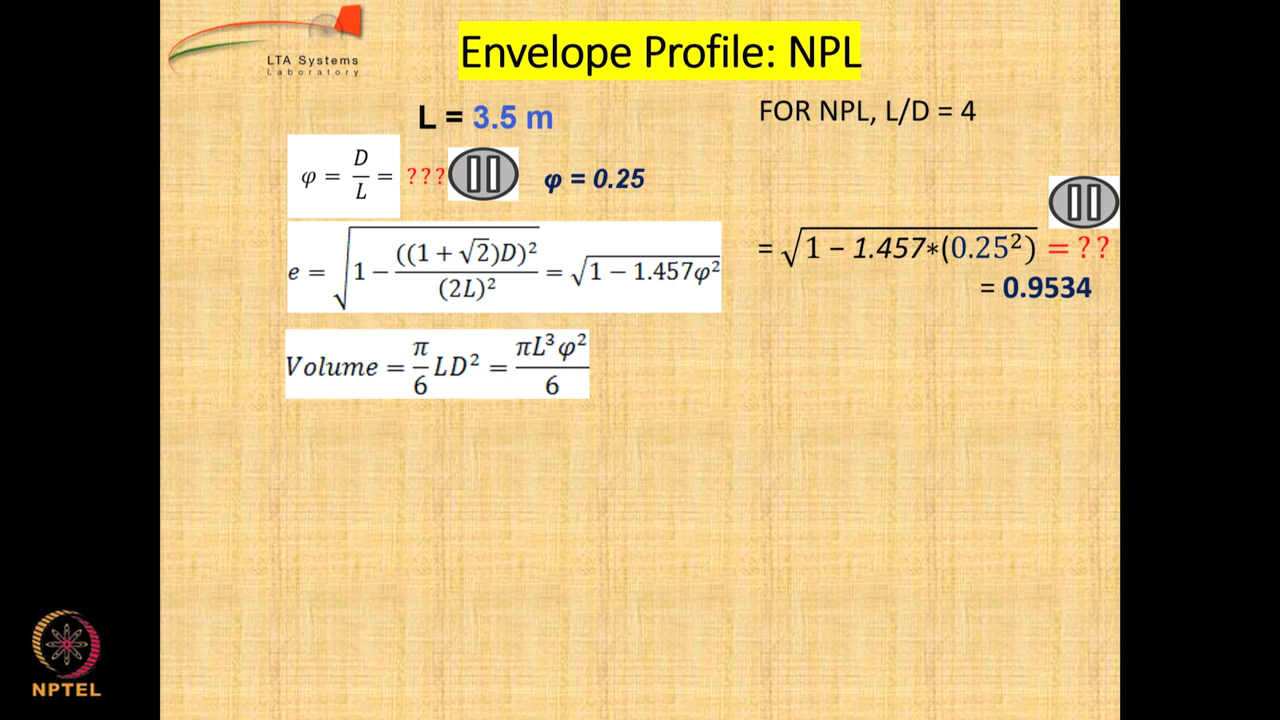 LTA Systems
Laboratory
Envelope Profile: NPL
L = 3.5 m
FOR NPL, L/D = 4
φ = D/L = ???
φ = 0.25
e = √(1 − ((1 + √2)D)²/(2L)²) = √(1 − 1.457φ²)
= √(1 − 1.457*(0.25²)) = ??
= 0.9534
Volume = π/6 LD² = πL³φ²/6
NPTEL